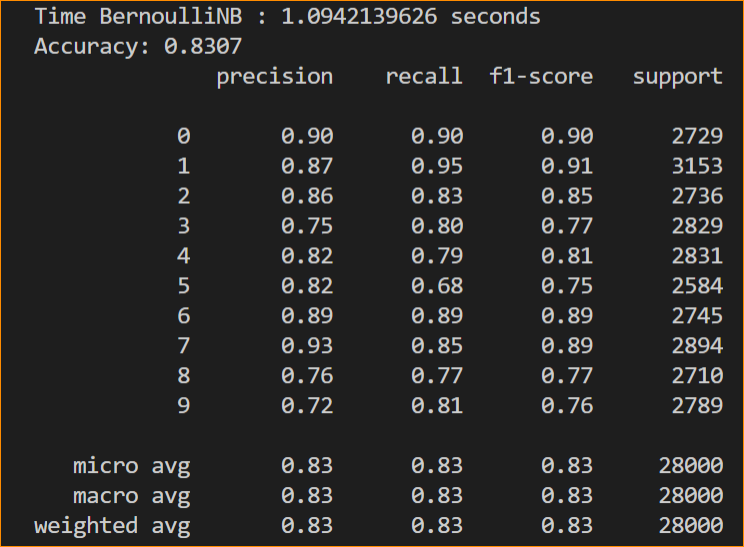 Time BernoulliNB : 1.0942139626 seconds
Accuracy: 0.8307
precision recall f1-score support
0 0.90 0.90 0.90 2729
1 0.87 0.95 0.91 3153
2 0.86 0.83 0.85 2736
3 0.75 0.80 0.77 2829
4 0.82 0.79 0.81 2831
5 0.82 0.68 0.75 2584
6 0.89 0.89 0.89 2745
7 0.93 0.85 0.89 2894
8 0.76 0.77 0.77 2710
9 0.72 0.81 0.76 2789
micro avg 0.83 0.83 0.83 28000
macro avg 0.83 0.83 0.83 28000
weighted avg 0.83 0.83 0.83 28000